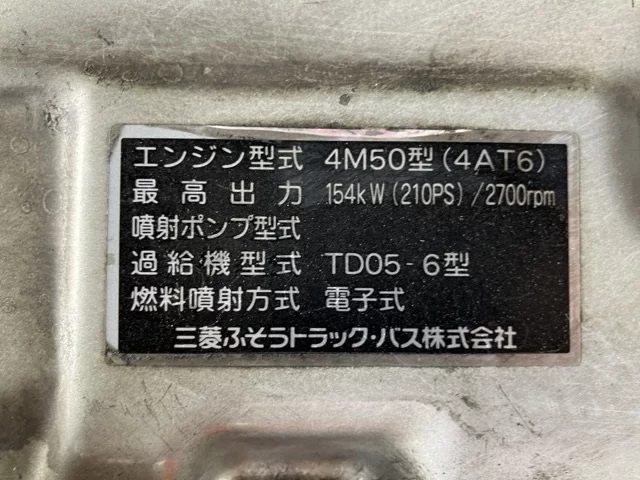 エンジン型式 4M50型(4AT6)
最高出力 154kW(210PS)/2700rpm
噴射ポンプ型式
過給機型式 TD05-6型
燃料噴射方式 電子式
三菱ふそうトラック・バス株式会社